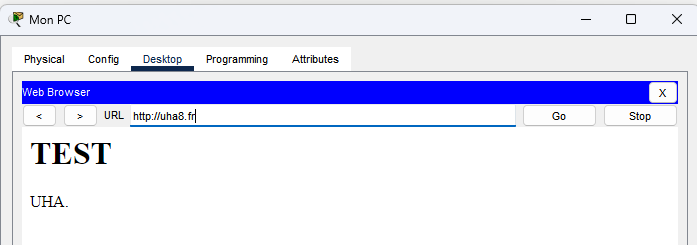 Mon PC
Physical Config Desktop Programming Attributes
Web Browser X
< > URL http://uha8.fr Go Stop
TEST
UHA.